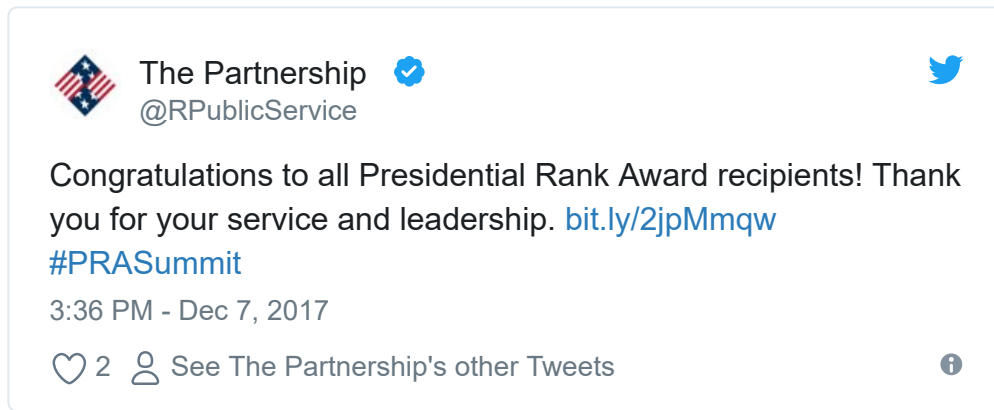 The Partnership
@RPublicService
Congratulations to all Presidential Rank Award recipients! Thank
you for your service and leadership. bit.ly/2jpMmqw
#PRASummit
3:36 PM - Dec 7, 2017
2 See The Partnership's other Tweets